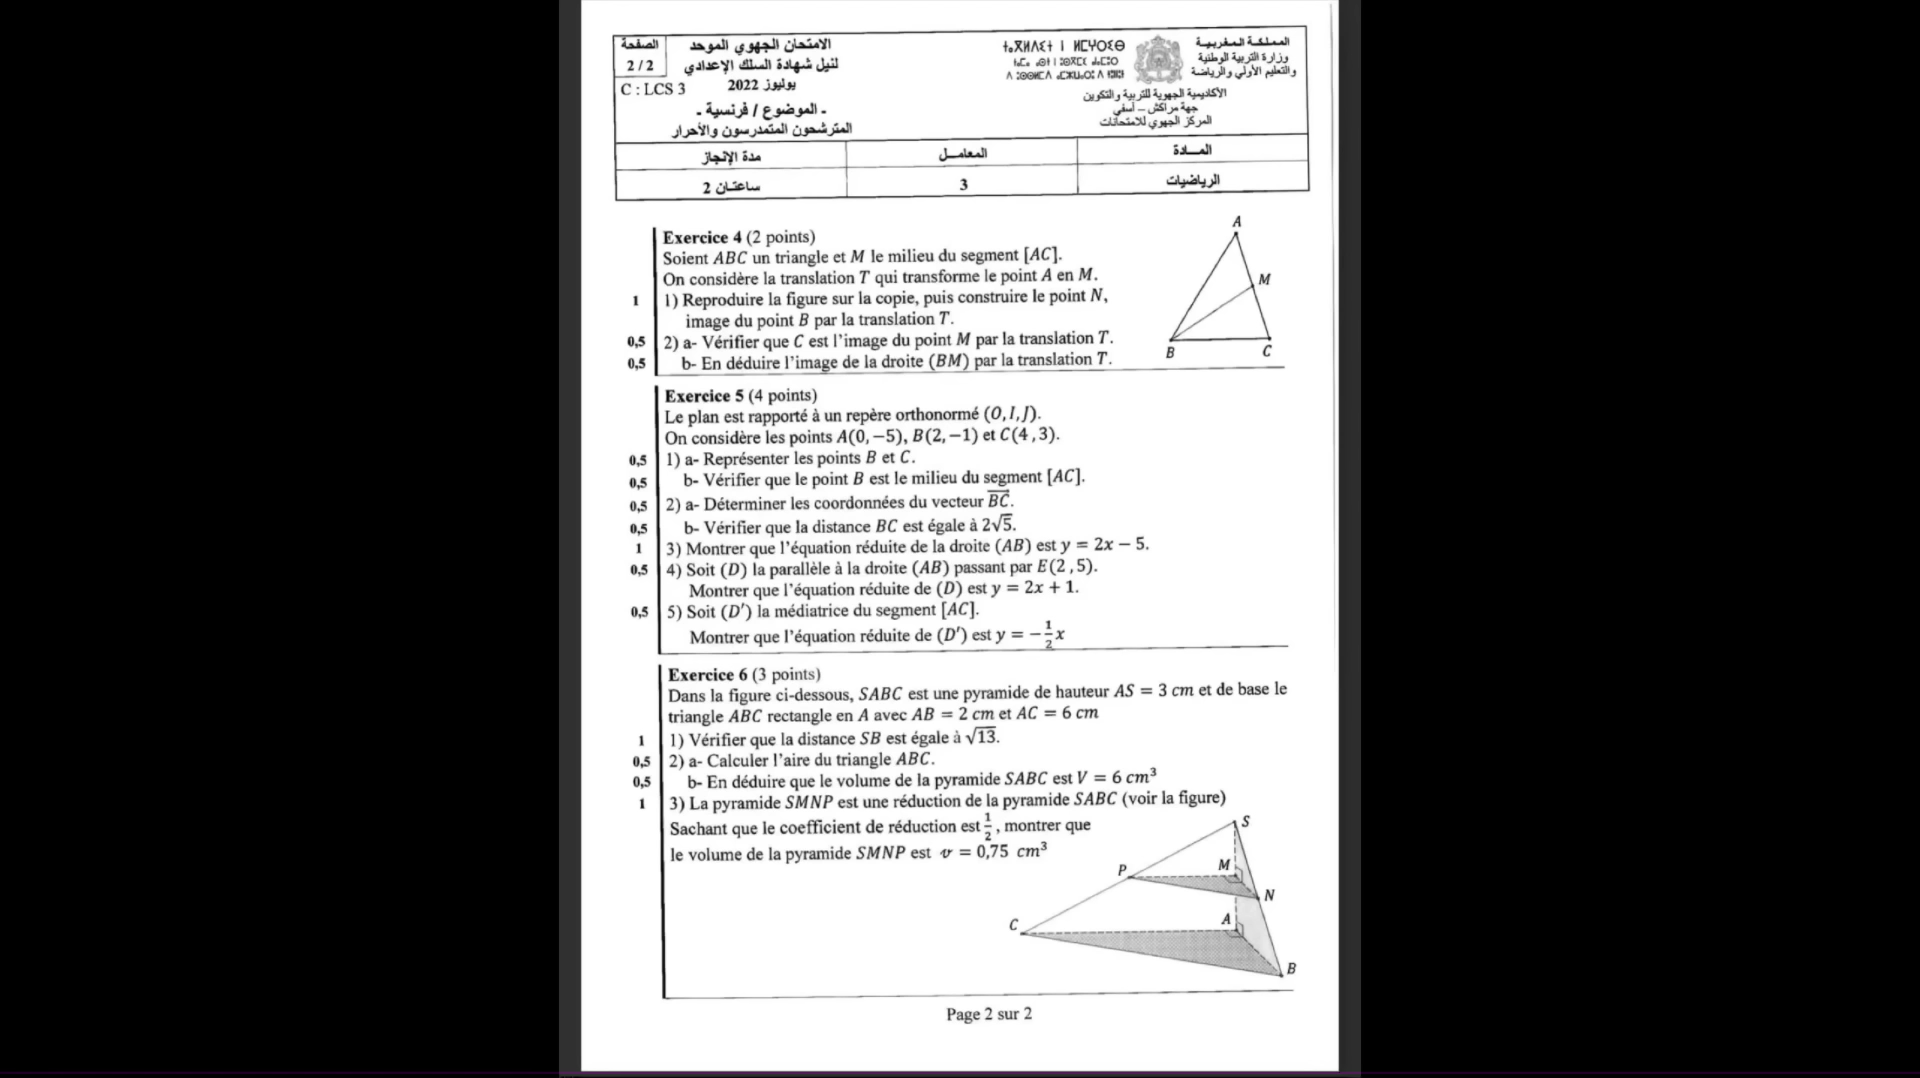 الصفحة
2 / 2
C : LCS 3
الامتحان الجهوي الموحد
لنيل شهادة السلك الإعدادي
يوليوز 2022
- الموضوع / فرنسية -
المترشحون المتمدرسون والأحرار
ⵜⴰⴳⵍⴷⵉⵜ ⵏ ⵍⵎⵖⵔⵉⴱ
المملكة المغربية
وزارة التربية الوطنية
والتعليم الأولي والرياضة
الأكاديمية الجهوية للتربية والتكوين
جهة مراكش – أسفي
المركز الجهوي للامتحانات
المـــادة
المعامـل
مدة الإنجاز
الرياضيات
3
ساعتـان 2
Exercice 4 (2 points)
Soient ABC un triangle et M le milieu du segment [AC].
On considère la translation T qui transforme le point A en M.
1 1) Reproduire la figure sur la copie, puis construire le point N,
image du point B par la translation T.
0,5 2) a- Vérifier que C est l’image du point M par la translation T.
0,5 b- En déduire l’image de la droite (BM) par la translation T.
A
M
B
C
Exercice 5 (4 points)
Le plan est rapporté à un repère orthonormé (O, I, J).
On considère les points A(0, −5), B(2, −1) et C(4 , 3).
0,5 1) a- Représenter les points B et C.
0,5 b- Vérifier que le point B est le milieu du segment [AC].
0,5 2) a- Déterminer les coordonnées du vecteur $\overrightarrow{BC}$.
0,5 b- Vérifier que la distance BC est égale à 2√5.
1 3) Montrer que l’équation réduite de la droite (AB) est y = 2x − 5.
0,5 4) Soit (D) la parallèle à la droite (AB) passant par E(2 , 5).
Montrer que l’équation réduite de (D) est y = 2x + 1.
0,5 5) Soit (D′) la médiatrice du segment [AC].
Montrer que l’équation réduite de (D′) est y = −$\frac{1}{2}$x
Exercice 6 (3 points)
Dans la figure ci-dessous, SABC est une pyramide de hauteur AS = 3 cm et de base le
triangle ABC rectangle en A avec AB = 2 cm et AC = 6 cm
1 1) Vérifier que la distance SB est égale à √13.
0,5 2) a- Calculer l’aire du triangle ABC.
0,5 b- En déduire que le volume de la pyramide SABC est V = 6 cm³
1 3) La pyramide SMNP est une réduction de la pyramide SABC (voir la figure)
Sachant que le coefficient de réduction est $\frac{1}{2}$, montrer que
le volume de la pyramide SMNP est v = 0,75 cm³
S
P
M
N
C
A
B
Page 2 sur 2